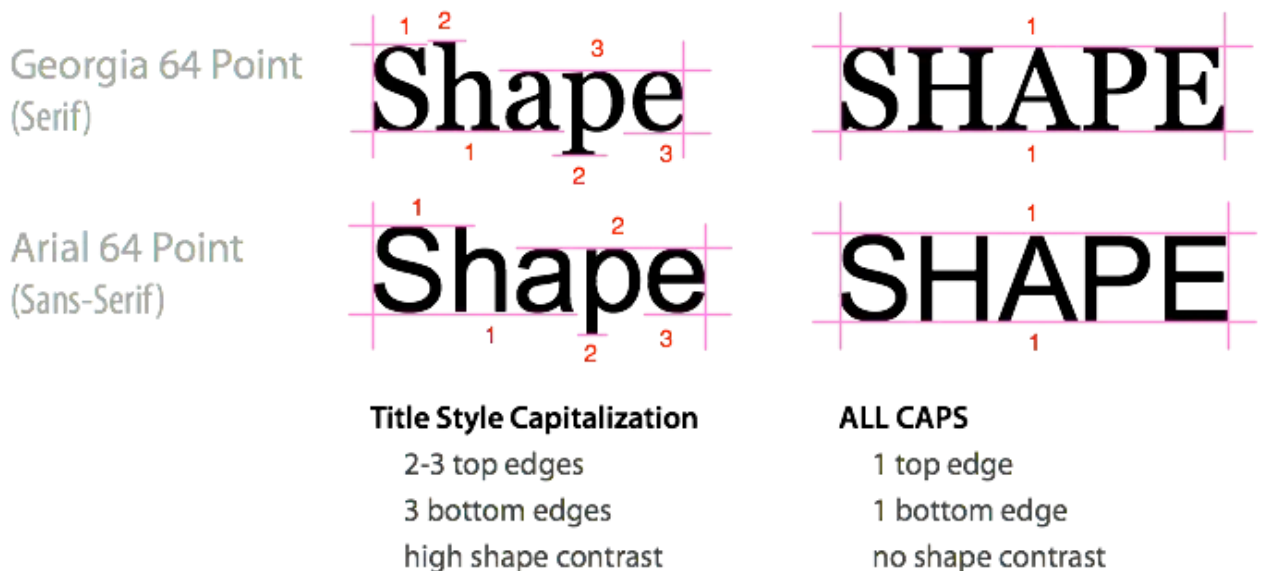 1 2 3 1
Georgia 64 Point Shape SHAPE
(Serif)
1 3 1
2
1 2 1
Arial 64 Point Shape SHAPE
(Sans-Serif)
1 2 3 1
Title Style Capitalization ALL CAPS
2-3 top edges 1 top edge
3 bottom edges 1 bottom edge
high shape contrast no shape contrast